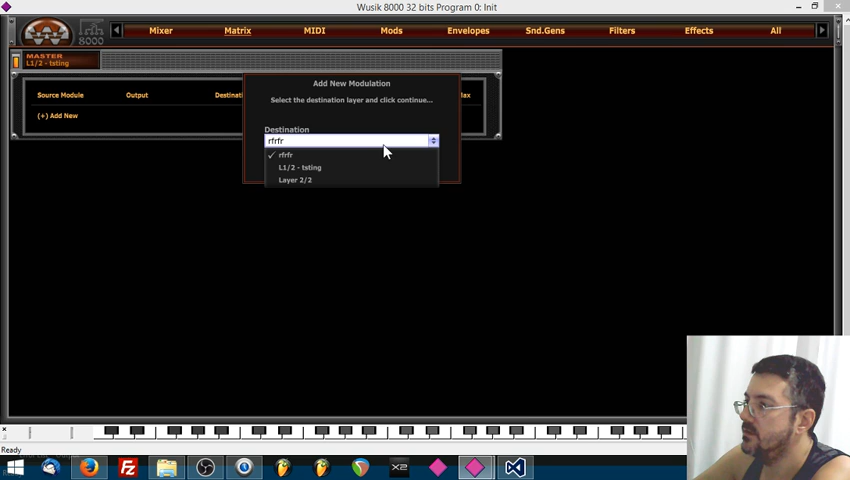 Wusik 8000 32 bits Program 0: Init
8000
Mixer
Matrix
MIDI
Mods
Envelopes
Snd.Gens
Filters
Effects
All
MASTER
L1/2 - tsting
Source Module
Output
(+) Add New
Add New Modulation
Select the destination layer and click continue...
Destination
rfrfr
✓ rfrfr
L1/2 - tsting
Layer 2/2
Ready
X2